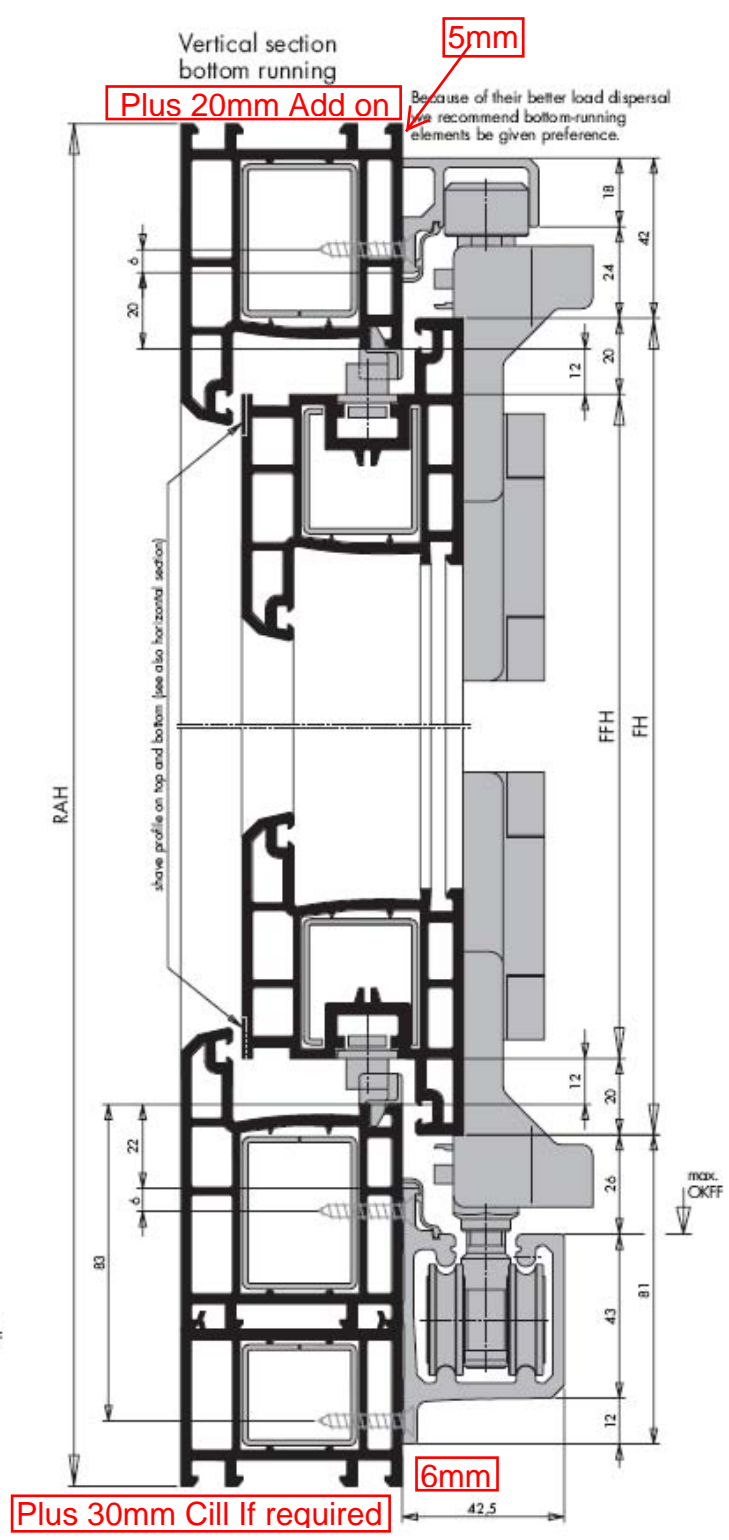 Vertical section
bottom running
5mm
Plus 20mm Add on
Because of their better load dispersal
we recommend bottom-running
elements be given preference.
18
42
6
24
20
20
12
shave profile on top and bottom (see also horizontal section)
RAH
FFH
FH
12
20
22
26
max.
OKFF
6
83
43
81
12
6mm
42,5
Plus 30mm Cill If required